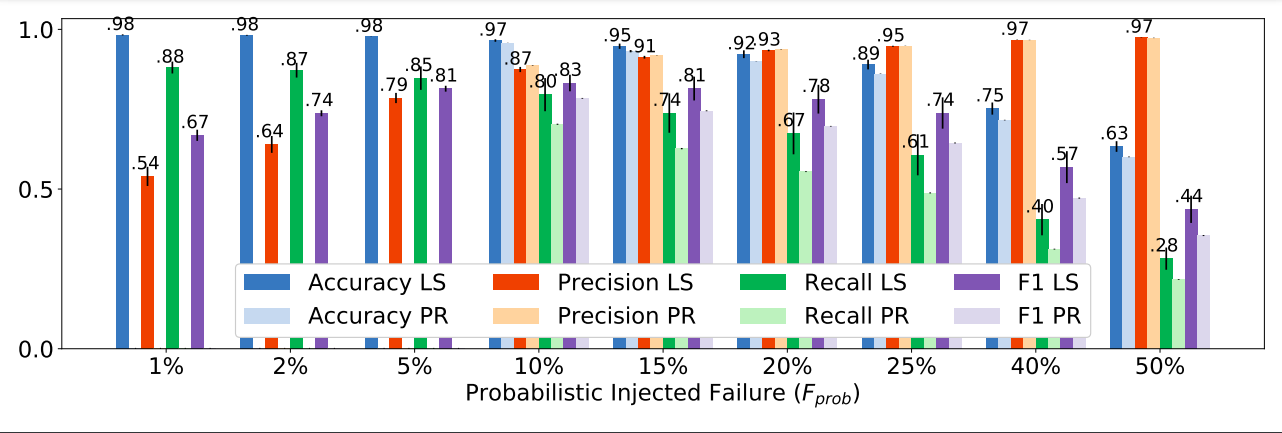 .98 .98 .98 .97 .95 .97 .97
1.0 .92 .93 .95
.88 .87 .85 .87 .83 .91 .89
.79 .81 .80 .81 .78
.67 .74 .74 .74 .75
.64 .67 .61 .63
.54 .57
0.5 .40 .44
.28
Accuracy LS Precision LS Recall LS F1 LS
Accuracy PR Precision PR Recall PR F1 PR
0.0
1% 2% 5% 10% 15% 20% 25% 40% 50%
Probabilistic Injected Failure (F_prob)